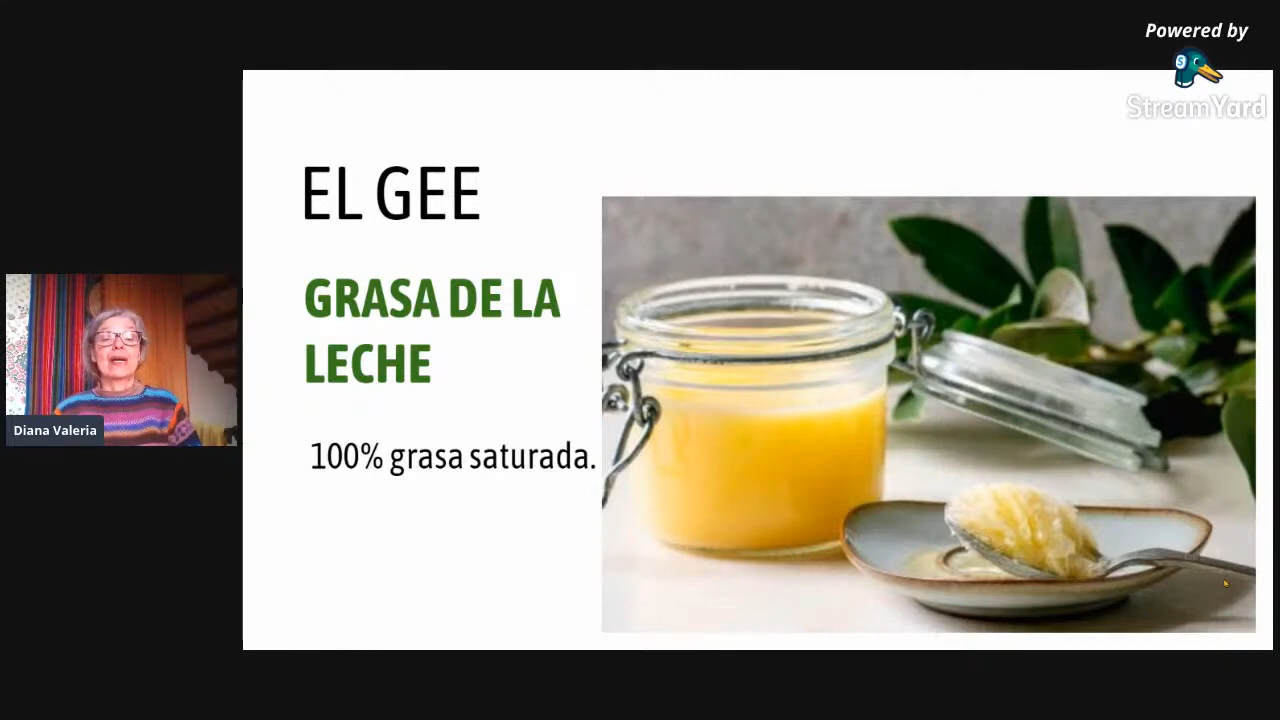 Powered by
StreamYard
EL GEE
GRASA DE LA
LECHE
100% grasa saturada.
Diana Valeria